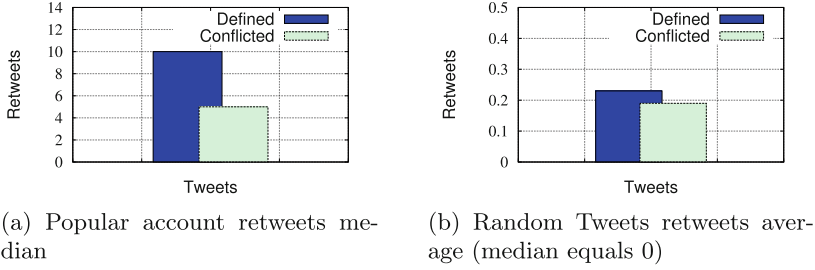 14
12
10
8
6
4
2
0
Retweets
Defined
Conflicted
Tweets
(a) Popular account retweets me-
dian
0.5
0.4
0.3
0.2
0.1
0
Retweets
Defined
Conflicted
Tweets
(b) Random Tweets retweets aver-
age (median equals 0)